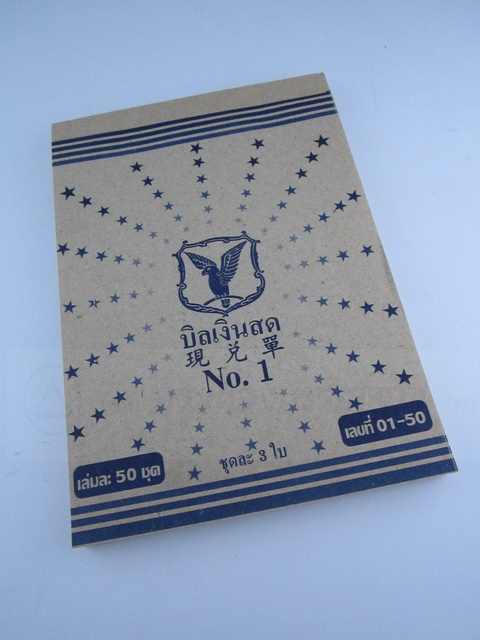 บิลเงินสด
現兑單
No. 1
ชุดละ 3 ใบ
เลขที่ 01-50
เล่มละ 50 ชุด